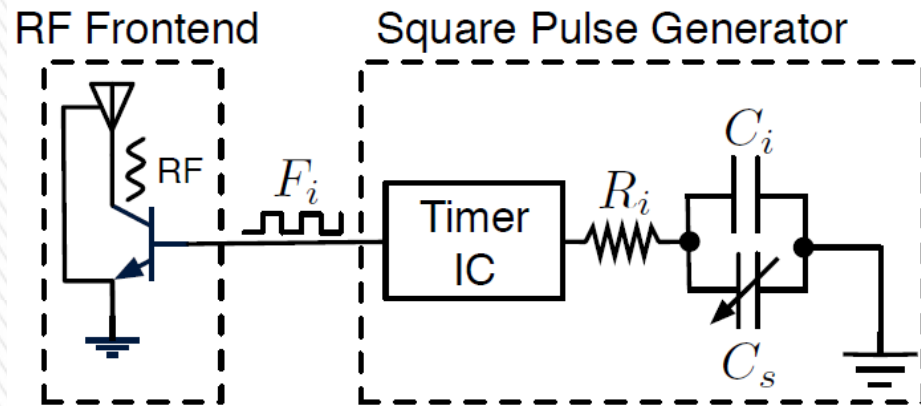 RF Frontend
Square Pulse Generator
RF
F_i
Timer
IC
R_i
C_i
C_s